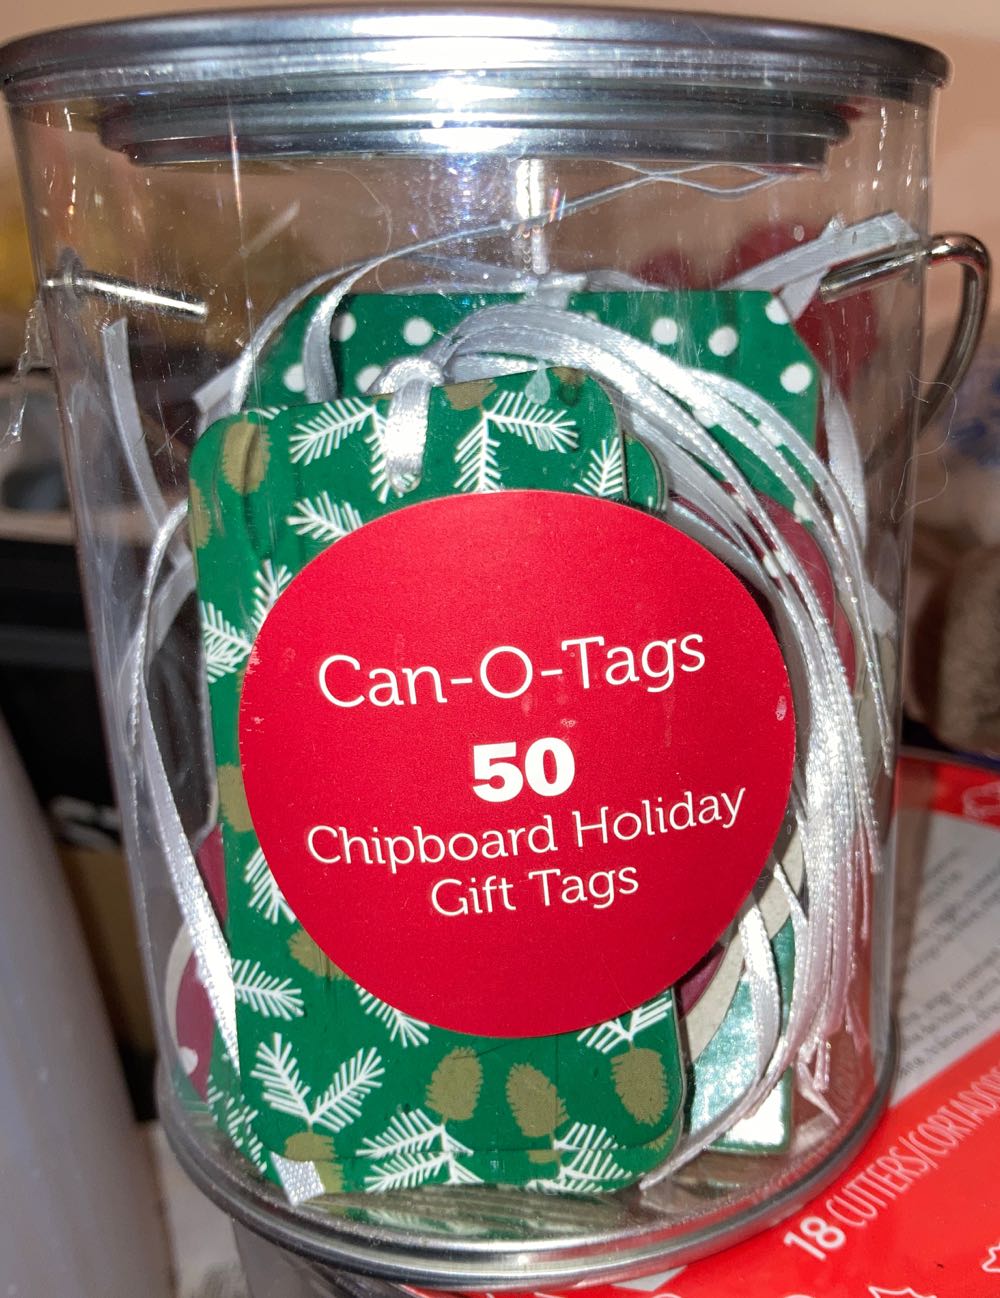 Can-O-Tags
50
Chipboard Holiday
Gift Tags
18 CUTTERS/CORTADORES